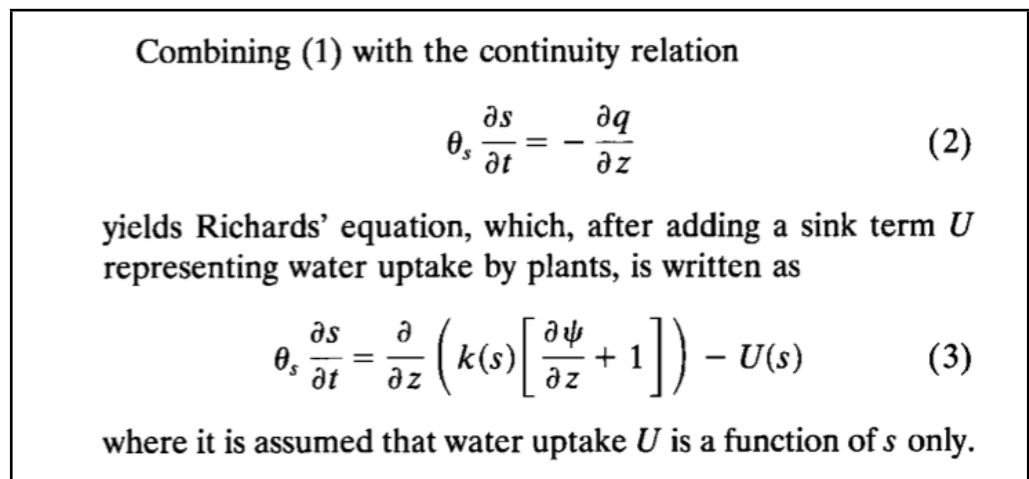 Combining (1) with the continuity relation
θ_s ∂s/∂t = − ∂q/∂z (2)
yields Richards' equation, which, after adding a sink term U
representing water uptake by plants, is written as
θ_s ∂s/∂t = ∂/∂z ( k(s) [ ∂ψ/∂z + 1 ] ) − U(s) (3)
where it is assumed that water uptake U is a function of s only.